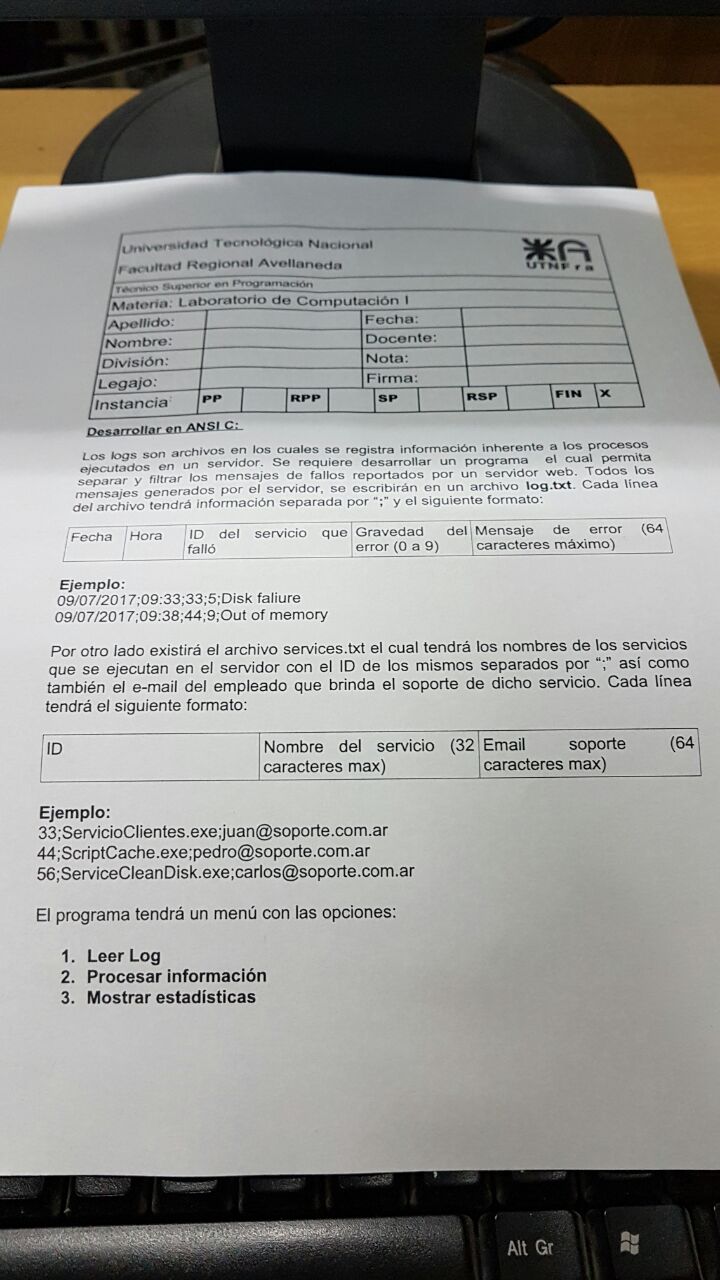 Universidad Tecnológica Nacional
Facultad Regional Avellaneda
UTNFra
Técnico Superior en Programación
Materia: Laboratorio de Computación I
Apellido: Fecha:
Nombre: Docente:
División: Nota:
Legajo: Firma:
Instancia: PP RPP SP RSP FIN X
Desarrollar en ANSI C:
Los logs son archivos en los cuales se registra información inherente a los procesos
ejecutados en un servidor. Se requiere desarrollar un programa el cual permita
separar y filtrar los mensajes de fallos reportados por un servidor web. Todos los
mensajes generados por el servidor, se escribirán en un archivo log.txt. Cada línea
del archivo tendrá información separada por “;” y el siguiente formato:
Fecha Hora ID del servicio que Gravedad del Mensaje de error (64
falló error (0 a 9) caracteres máximo)
Ejemplo:
09/07/2017;09:33;33;5;Disk faliure
09/07/2017;09:38;44;9;Out of memory
Por otro lado existirá el archivo services.txt el cual tendrá los nombres de los servicios
que se ejecutan en el servidor con el ID de los mismos separados por “;” así como
también el e-mail del empleado que brinda el soporte de dicho servicio. Cada línea
tendrá el siguiente formato:
ID Nombre del servicio (32 Email soporte (64
caracteres max) caracteres max)
Ejemplo:
33;ServicioClientes.exe;juan@soporte.com.ar
44;ScriptCache.exe;pedro@soporte.com.ar
56;ServiceCleanDisk.exe;carlos@soporte.com.ar
El programa tendrá un menú con las opciones:
1. Leer Log
2. Procesar información
3. Mostrar estadísticas
Alt Gr